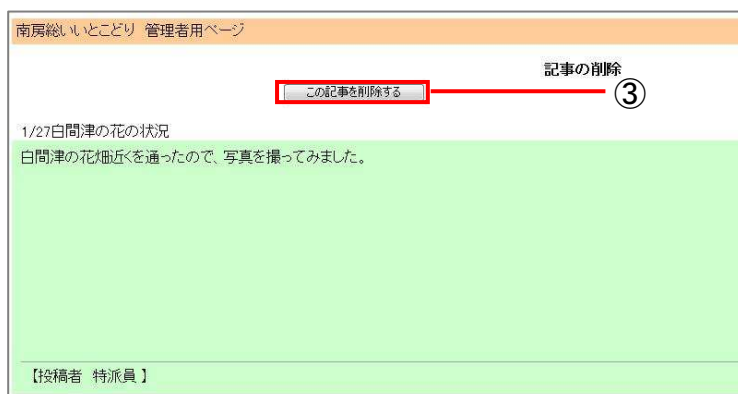 南房総いいとこどり 管理者用ページ
記事の削除
この記事を削除する
③
1/27白間津の花の状況
白間津の花畑近くを通ったので、写真を撮ってみました。
【投稿者 特派員】